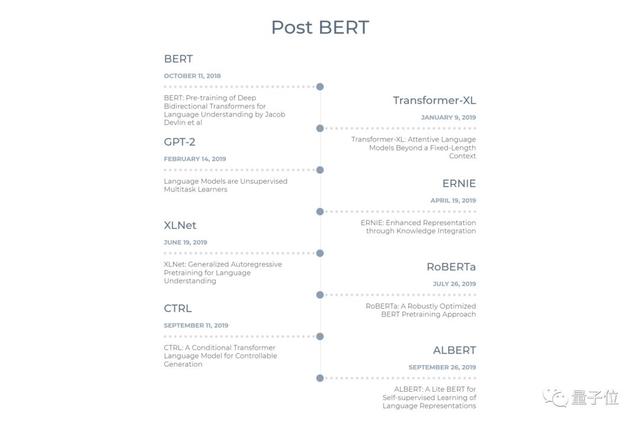 Post BERT
BERT
OCTOBER 11, 2018
BERT: Pre-training of Deep
Bidirectional Transformers for
Language Understanding by Jacob
Devlin et al
Transformer-XL
JANUARY 9, 2019
Transformer-XL: Attentive Language
Models Beyond a Fixed-Length
Context
GPT-2
FEBRUARY 14, 2019
Language Models are Unsupervised
Multitask Learners
ERNIE
APRIL 19, 2019
ERNIE: Enhanced Representation
through Knowledge Integration
XLNet
JUNE 19, 2019
XLNet: Generalized Autoregressive
Pretraining for Language
Understanding
RoBERTa
JULY 26, 2019
RoBERTa: A Robustly Optimized
BERT Pretraining Approach
CTRL
SEPTEMBER 11, 2019
CTRL: A Conditional Transformer
Language Model for Controllable
Generation
ALBERT
SEPTEMBER 26, 2019
ALBERT: A Lite BERT for
Self-supervised Learning of
Language Representations
量子位